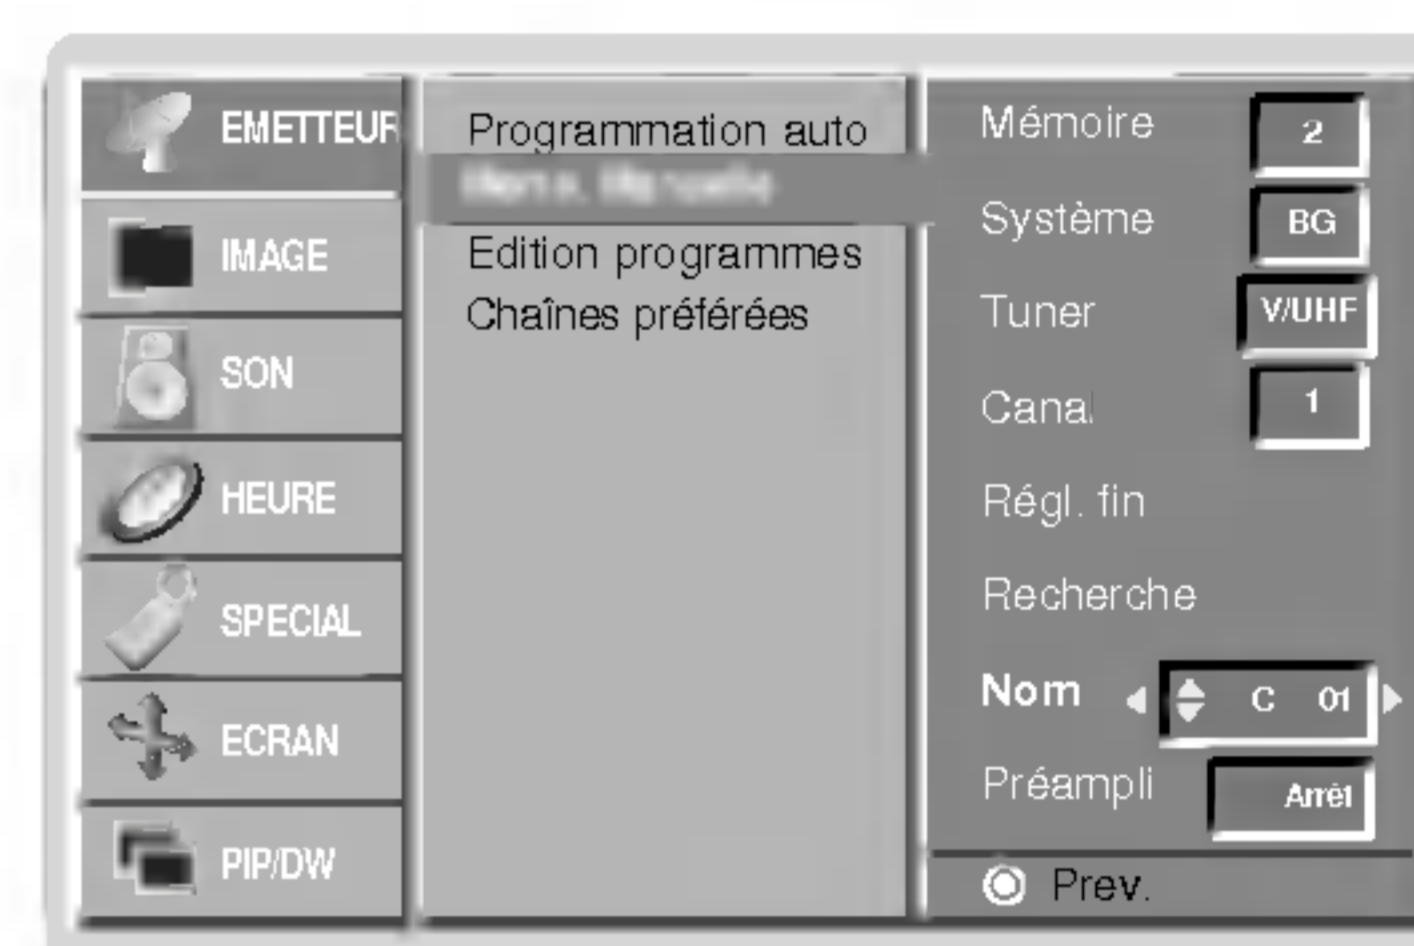 EMETTEUR
IMAGE
SON
HEURE
SPECIAL
ECRAN
PIP/DW
Programmation auto
Manuelle
Edition programmes
Chaînes préférées
Mémoire 2
Système BG
Tuner V/UHF
Canal 1
Régl. fin
Recherche
Nom C 01
Préampli Arrêt
Prev.